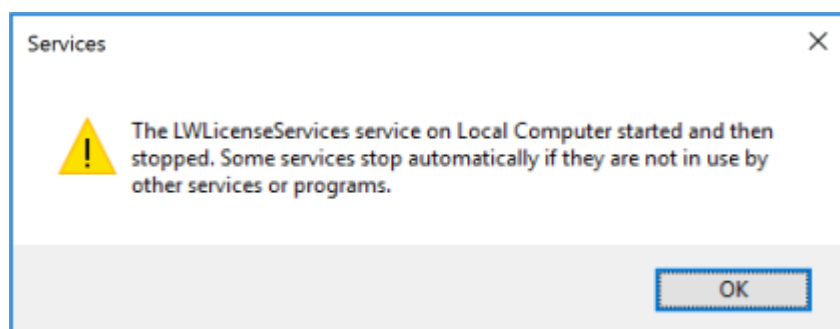 Services
The LWLicenseServices service on Local Computer started and then
stopped. Some services stop automatically if they are not in use by
other services or programs.
OK